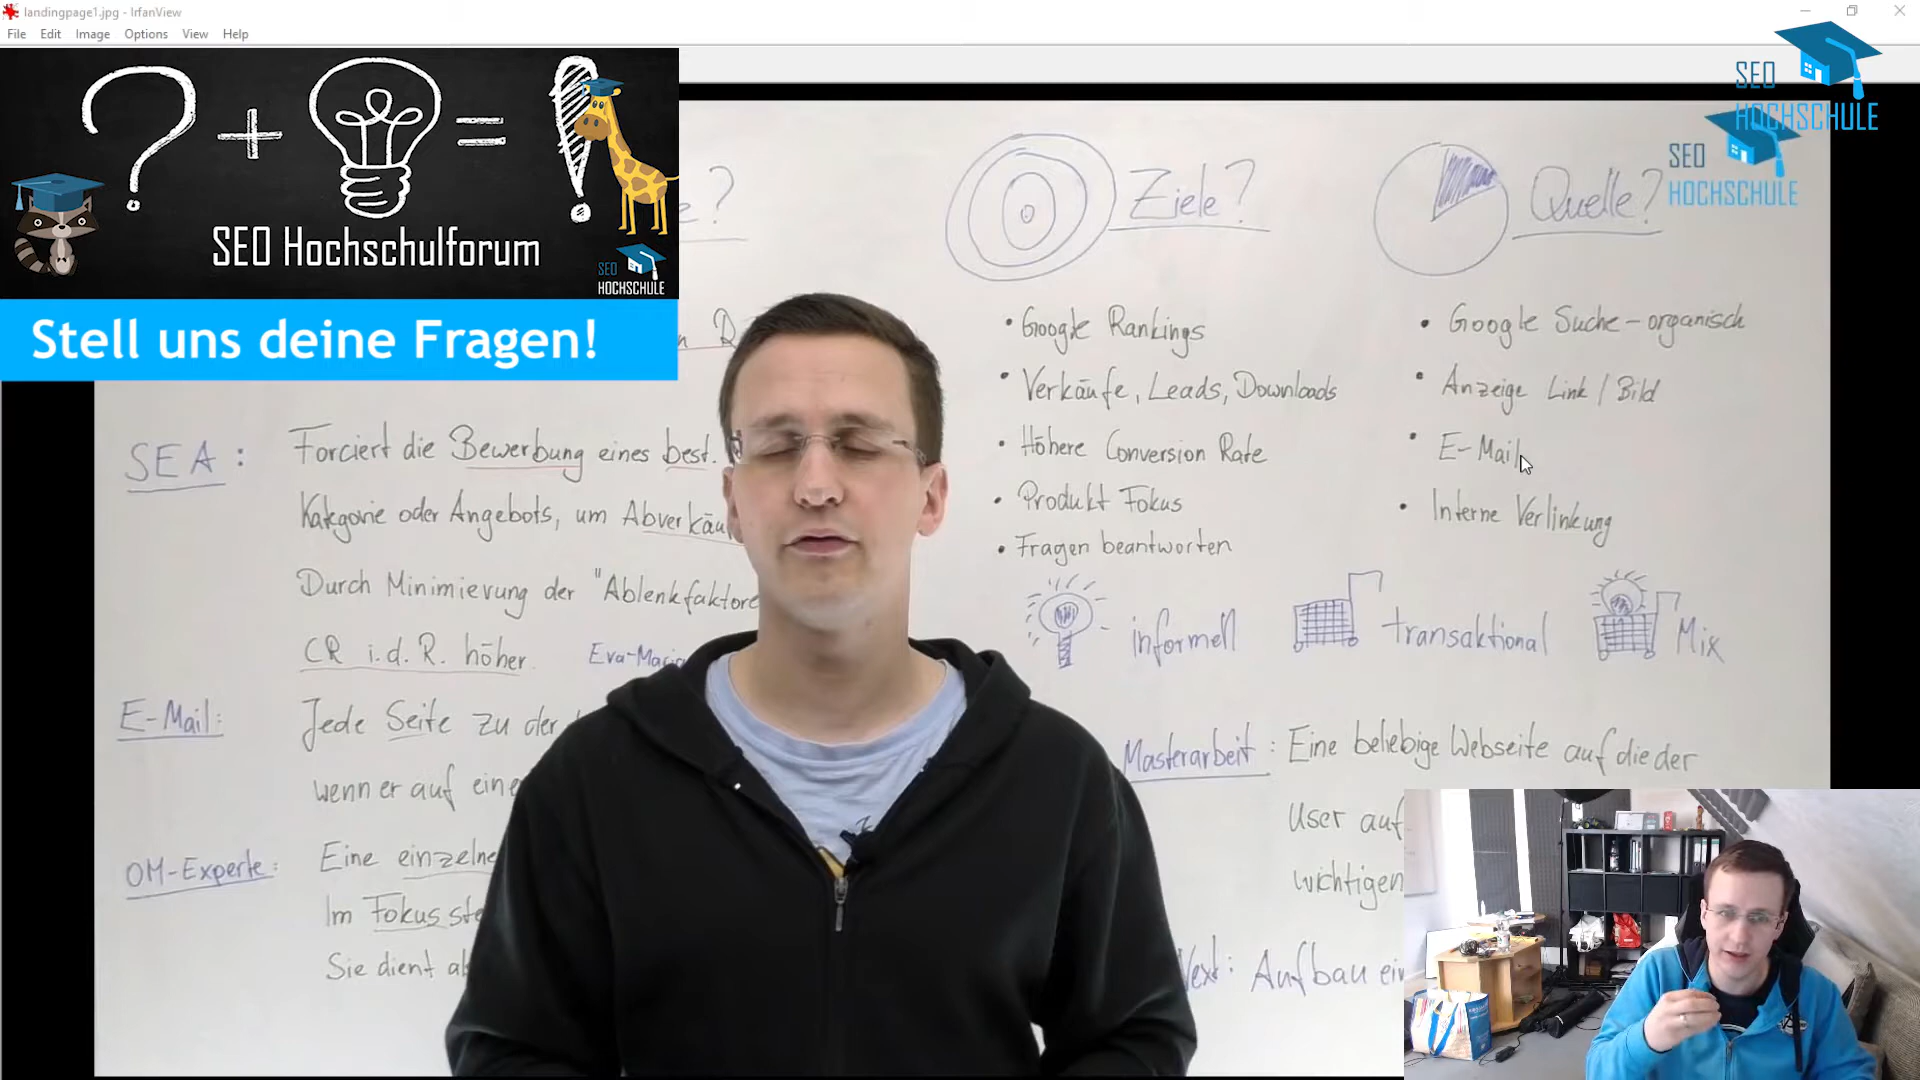 landingpage1.jpg - IrfanView
File Edit Image Options View Help
SEO
HOCHSCHULE
SEO
HOCHSCHULE
? + = !
SEO Hochschulforum
SEO
HOCHSCHULE
Stell uns deine Fragen!
?
Ziele?
Quelle?
SEA:
Forciert die Bewerbung eines best.
Kategorie oder Angebots, um Abverkäu
Durch Minimierung der "Ablenkfaktore
CR i.d.R. höher.
E-Mail:
Jede Seite zu der
wenn er auf eine
OM-Experte:
Eine einzelne
Im Fokus ste
Sie dient al
• Google Rankings
• Verkäufe, Leads, Downloads
• Höhere Conversion Rate
• Produkt Fokus
• Fragen beantworten
• Google Suche - organisch
• Anzeige Link / Bild
• E-Mail
• Interne Verlinkung
informell
transaktional
Mix
Masterarbeit: Eine beliebige Webseite auf die der
User auf
wichtigen
Next: Aufbau ein